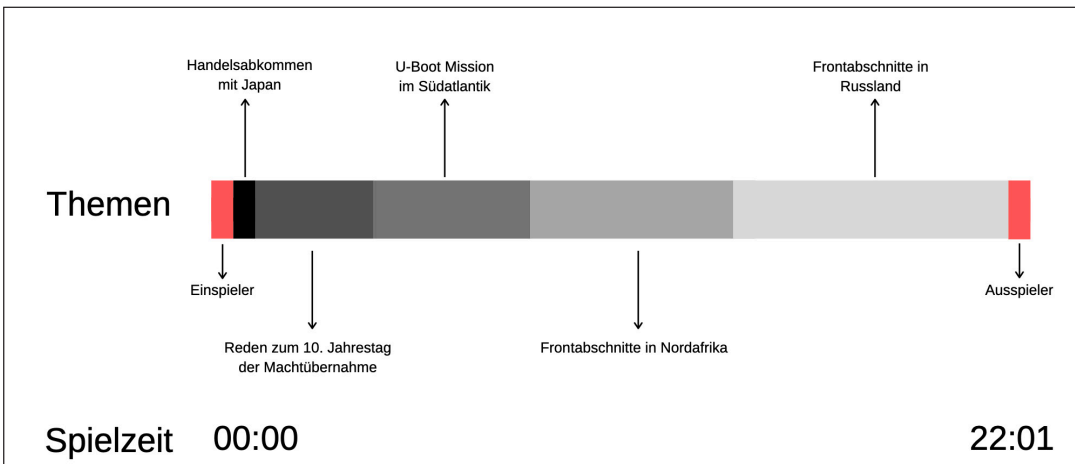 Handelsabkommen
mit Japan
U-Boot Mission
im Südatlantik
Frontabschnitte in
Russland
Themen
Einspieler
Ausspieler
Reden zum 10. Jahrestag
der Machtübernahme
Frontabschnitte in Nordafrika
Spielzeit 00:00 22:01